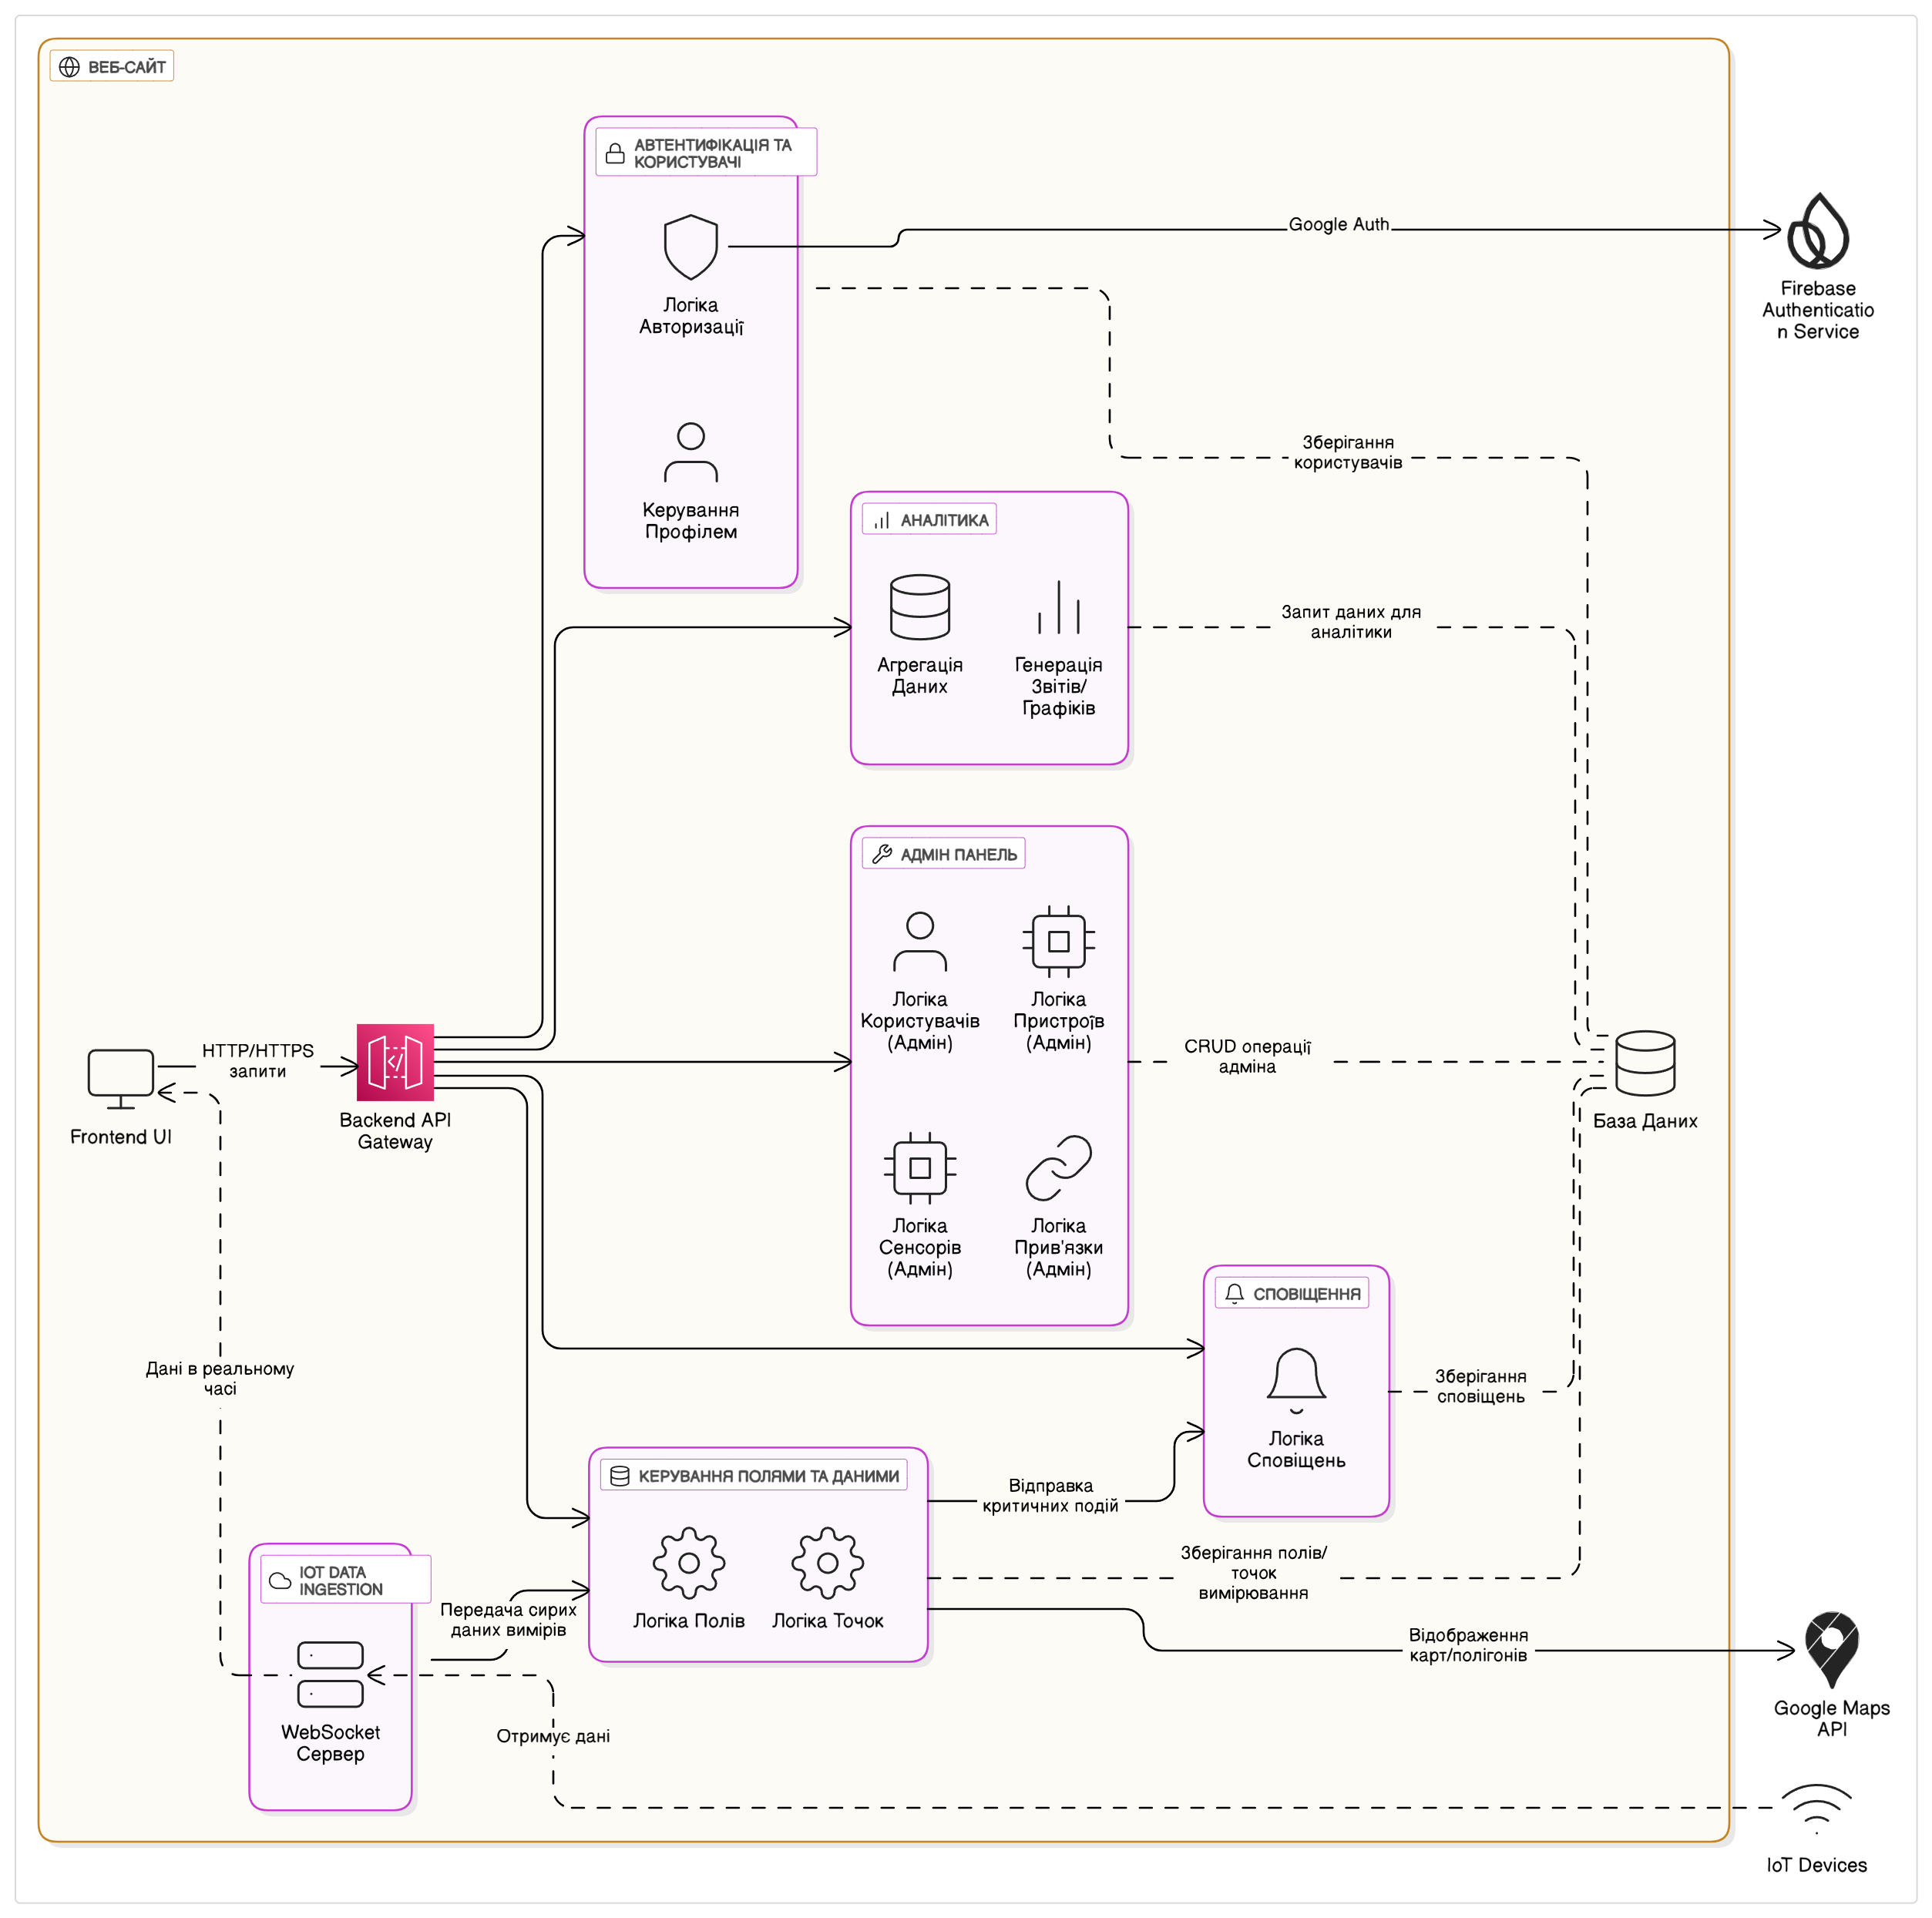 ВЕБ-САЙТ
АВТЕНТИФІКАЦІЯ ТА
КОРИСТУВАЧІ
Логіка
Авторизації
Керування
Профілем
Google Auth
Firebase
Authenticatio
n Service
Зберігання
користувачів
АНАЛІТИКА
Агрегація
Даних
Генерація
Звітів/
Графіків
Запит даних для
аналітики
АДМІН ПАНЕЛЬ
Логіка
Користувачів
(Адмін)
Логіка
Пристроїв
(Адмін)
Логіка
Сенсорів
(Адмін)
Логіка
Прив'язки
(Адмін)
CRUD операції
адміна
База Даних
Frontend UI
HTTP/HTTPS
запити
Backend API
Gateway
Дані в реальному
часі
СПОВІЩЕННЯ
Логіка
Сповіщень
Зберігання
сповіщень
КЕРУВАННЯ ПОЛЯМИ ТА ДАНИМИ
Логіка Полів
Логіка Точок
Відправка
критичних подій
Зберігання полів/
точок
вимірювання
Відображення
карт/полігонів
Google Maps
API
IOT DATA
INGESTION
WebSocket
Сервер
Передача сирих
даних вимірів
Отримує дані
IoT Devices